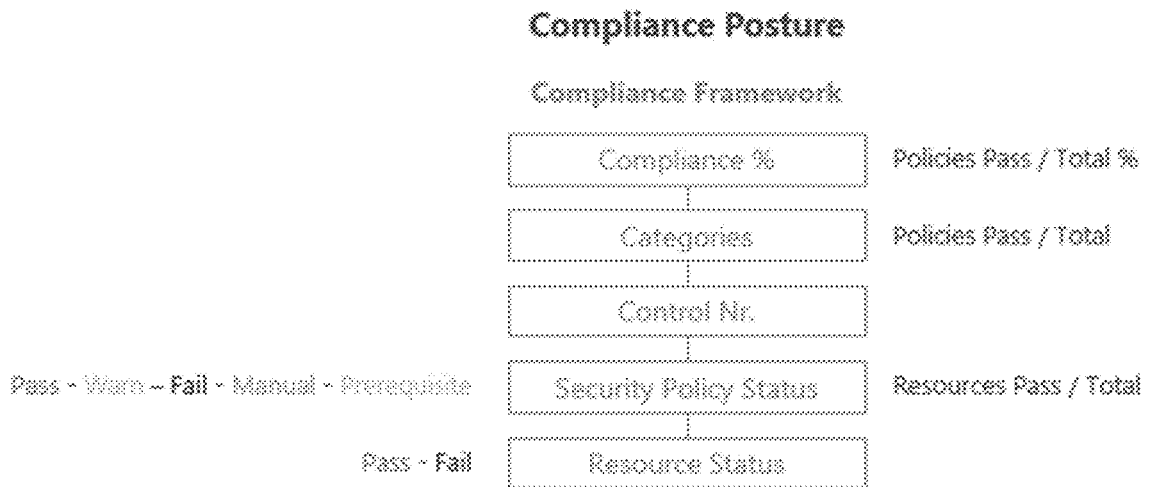 Compliance Posture
Compliance Framework
Compliance % Policies Pass / Total %
Categories Policies Pass / Total
Control Nr.
Pass - Warn - Fail - Manual - Prerequisite Security Policy Status Resources Pass / Total
Pass - Fail Resource Status